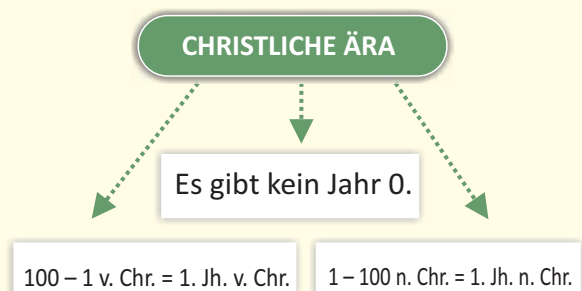 CHRISTLICHE ÄRA
Es gibt kein Jahr 0.
100 – 1 v. Chr. = 1. Jh. v. Chr.
1 – 100 n. Chr. = 1. Jh. n. Chr.